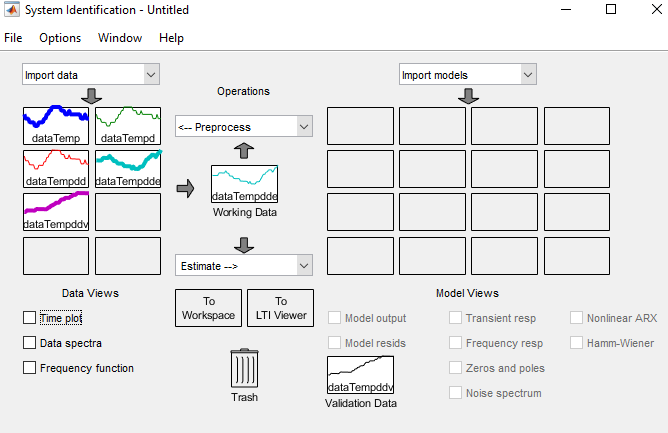 System Identification - Untitled
File Options Window Help
Import data
Import models
Operations
dataTemp
dataTempd
<-- Preprocess
dataTempdd
dataTempdde
dataTempdde
Working Data
dataTempddv
Estimate -->
Data Views
Model Views
To
Workspace
To
LTI Viewer
Time plot
Data spectra
Frequency function
Model output
Transient resp
Nonlinear ARX
Model resids
Frequency resp
Hamm-Wiener
Zeros and poles
Noise spectrum
dataTempddv
Trash
Validation Data